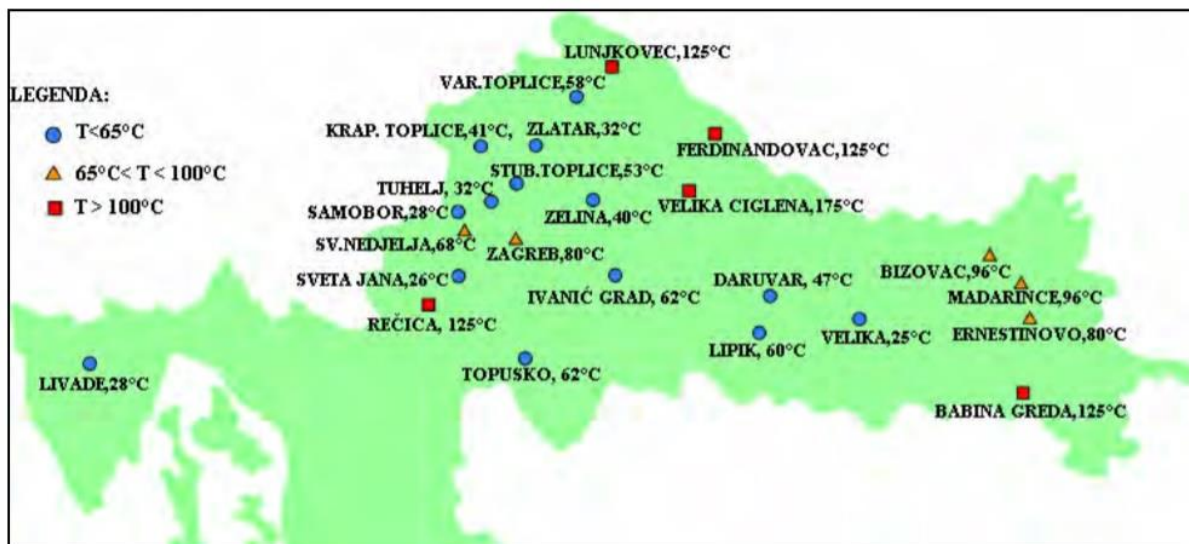 LUNJKOVEC,125°C
VAR.TOPLICE,58°C
LEGENDA:
T<65°C
65°C< T < 100°C
T > 100°C
KRAP. TOPLICE,41°C,
ZLATAR,32°C
FERDINANDOVAC,125°C
STUB.TOPLICE,53°C
TUHELJ, 32°C
SAMOBOR,28°C
ZELINA,40°C
VELIKA CIGLENA,175°C
SV.NEDJELJA,68°C
ZAGREB,80°C
SVETA JANA,26°C
IVANIĆ GRAD, 62°C
DARUVAR, 47°C
BIZOVAC,96°C
MADARINCE,96°C
REČICA, 125°C
LIPIK, 60°C
VELIKA,25°C
ERNESTINOVO,80°C
LIVADE,28°C
TOPUSKO, 62°C
BABINA GREDA,125°C